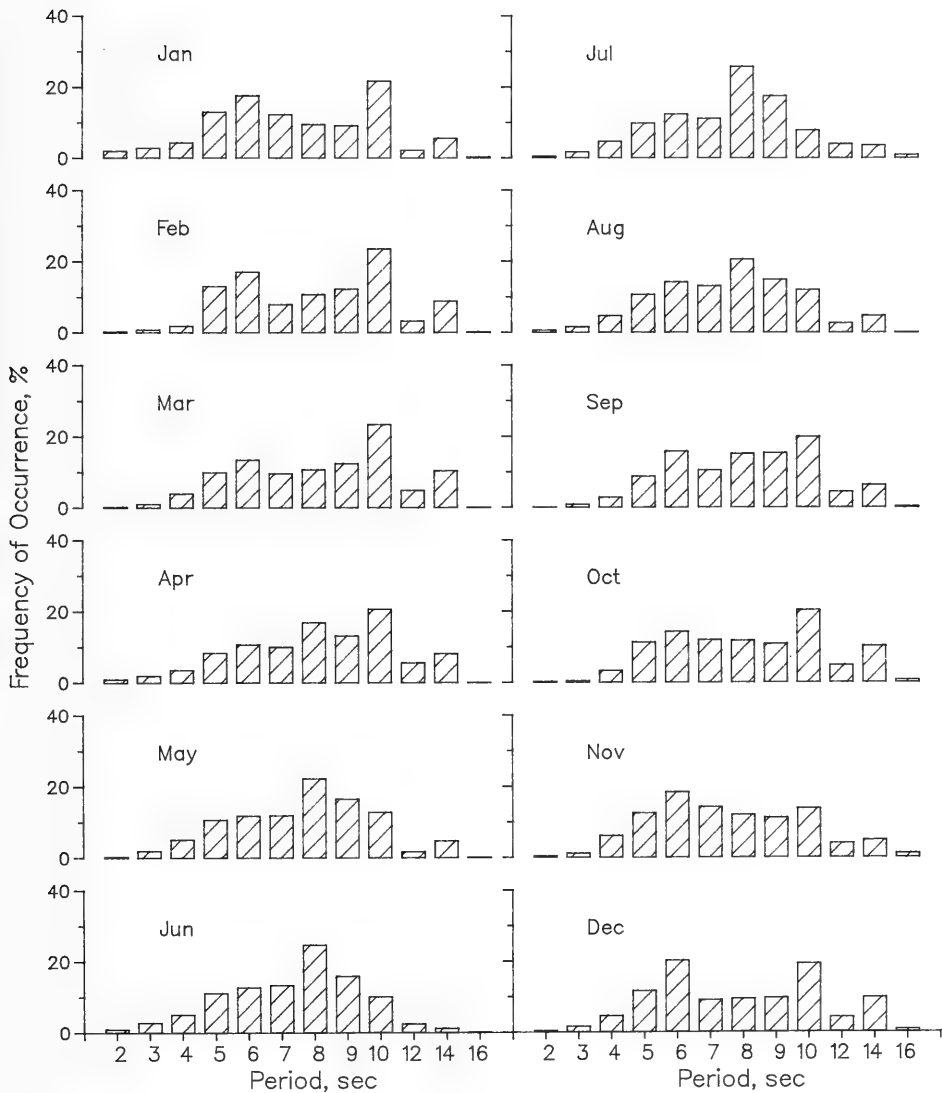 Frequency of Occurrence, %
40
20
0
Jan
Jul
40
20
0
Feb
Aug
40
20
0
Mar
Sep
40
20
0
Apr
Oct
40
20
0
May
Nov
40
20
0
Jun
Dec
2 3 4 5 6 7 8 9 10 12 14 16
2 3 4 5 6 7 8 9 10 12 14 16
Period, sec
Period, sec